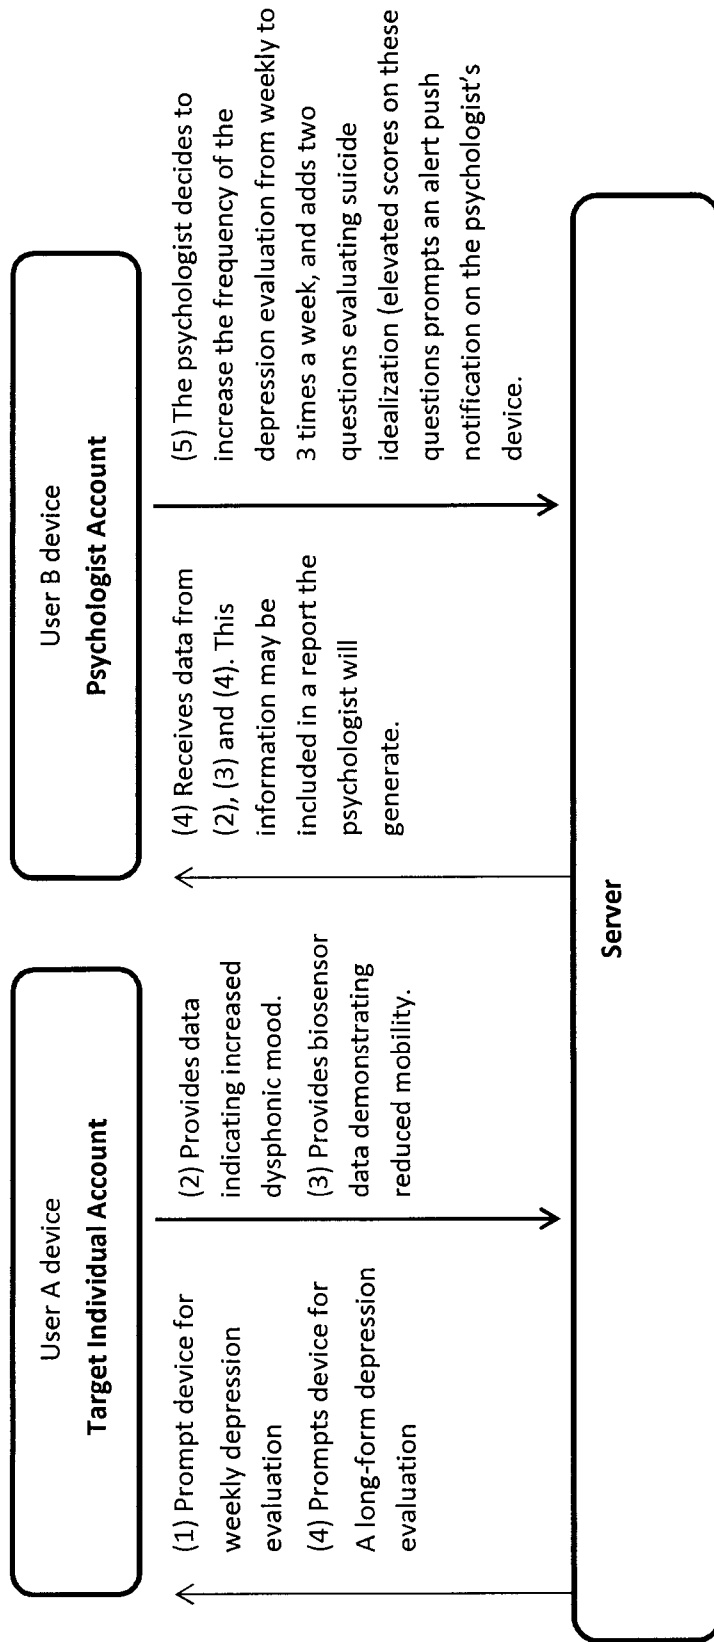 User A device
Target Individual Account
User B device
Psychologist Account
(1) Prompt device for
weekly depression
evaluation
(4) Prompts device for
A long-form depression
evaluation
(2) Provides data
indicating increased
dysphonic mood.
(3) Provides biosensor
data demonstrating
reduced mobility.
(4) Receives data from
(2), (3) and (4). This
information may be
included in a report the
psychologist will
generate.
(5) The psychologist decides to
increase the frequency of the
depression evaluation from weekly to
3 times a week, and adds two
questions evaluating suicide
idealization (elevated scores on these
questions prompts an alert push
notification on the psychologist's
device.
Server